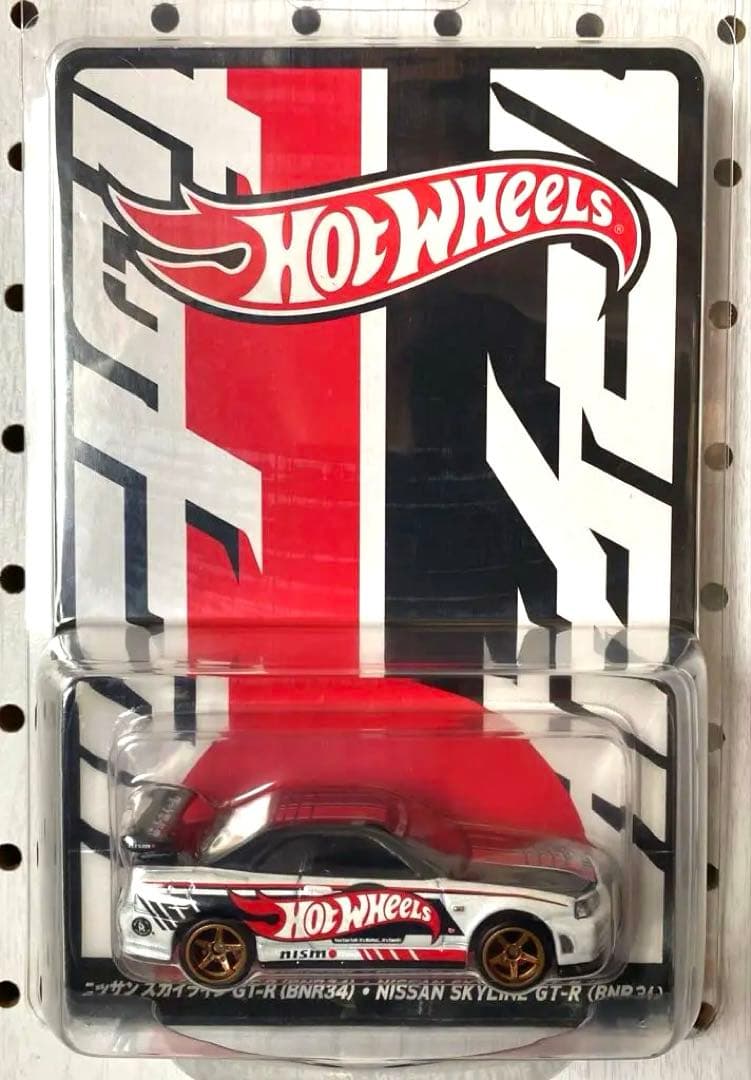 HOT WHEELS®
HOT WHEELS
nismo
ニッサン スカイライン GT-R (BNR34) • NISSAN SKYLINE GT-R (BNR34)